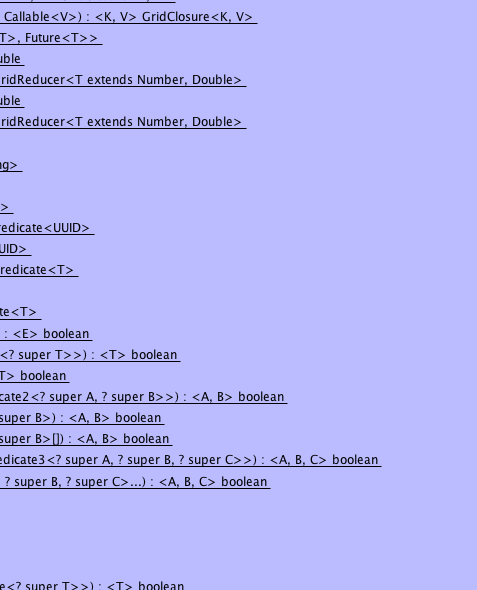 Callable<V>) : <K, V> GridClosure<K, V>
T>, Future<T>>
uble
ridReducer<T extends Number, Double>
uble
ridReducer<T extends Number, Double>
ng>
>
redicate<UUID>
UID>
redicate<T>
te<T>
: <E> boolean
<? super T>>) : <T> boolean
T> boolean
cate2<? super A, ? super B>>) : <A, B> boolean
super B>) : <A, B> boolean
super B>[]) : <A, B> boolean
edicate3<? super A, ? super B, ? super C>>) : <A, B, C> boolean
? super B, ? super C>...) : <A, B, C> boolean
e<? super T>>) : <T> boolean